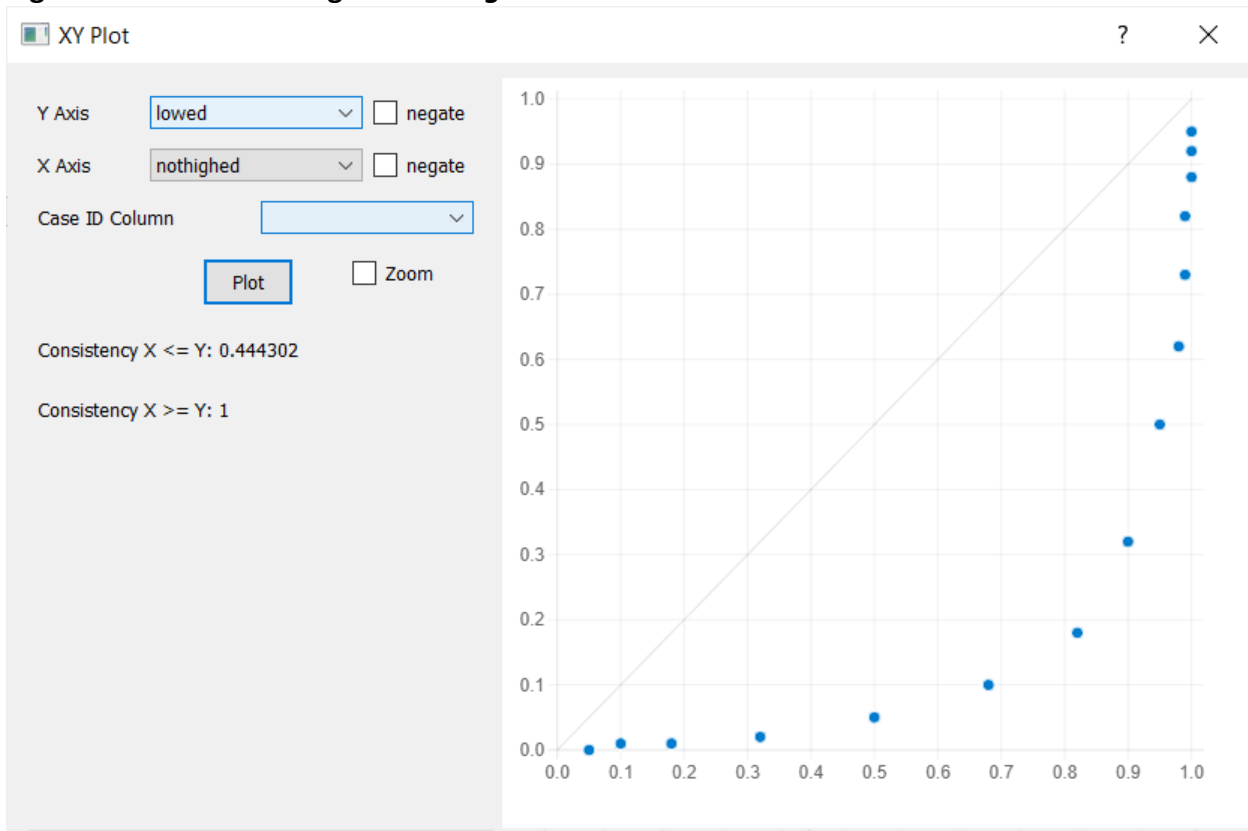 XY Plot
?
Y Axis lowed negate
X Axis nothighed negate
Case ID Column
Plot Zoom
Consistency X <= Y: 0.444302
Consistency X >= Y: 1
1.0
0.9
0.8
0.7
0.6
0.5
0.4
0.3
0.2
0.1
0.0
0.0 0.1 0.2 0.3 0.4 0.5 0.6 0.7 0.8 0.9 1.0